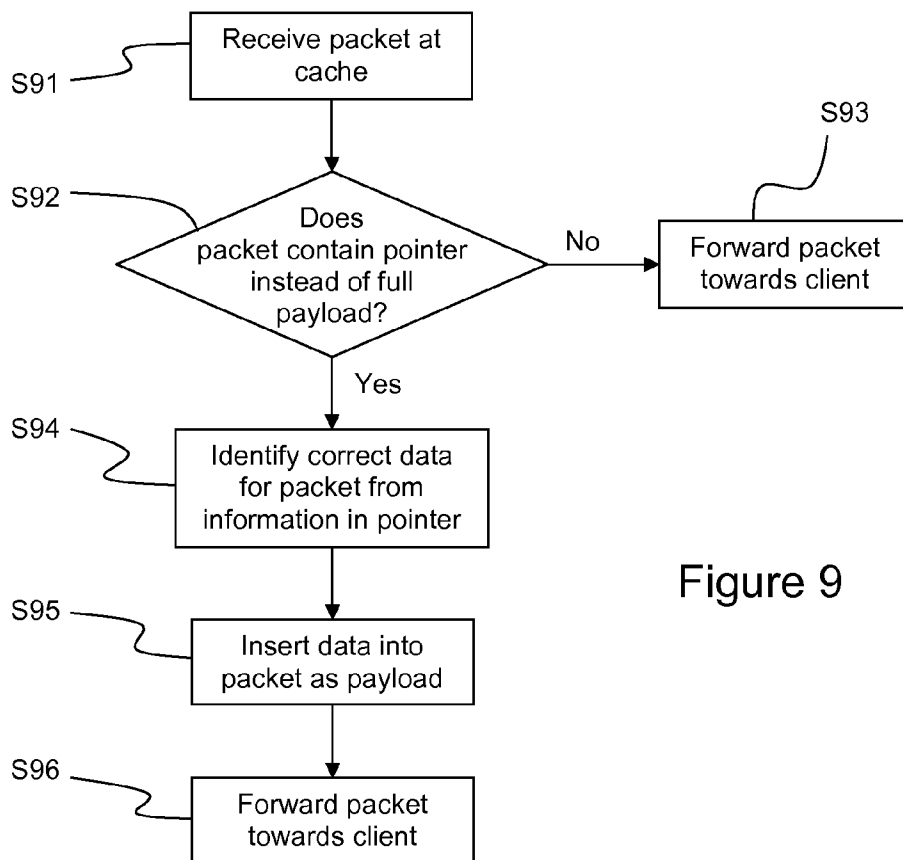 Receive packet at
cache
S91
S93
S92
Does
packet contain pointer
instead of full
payload?
No
Forward packet
towards client
Yes
S94
Identify correct data
for packet from
information in pointer
Figure 9
S95
Insert data into
packet as payload
S96
Forward packet
towards client